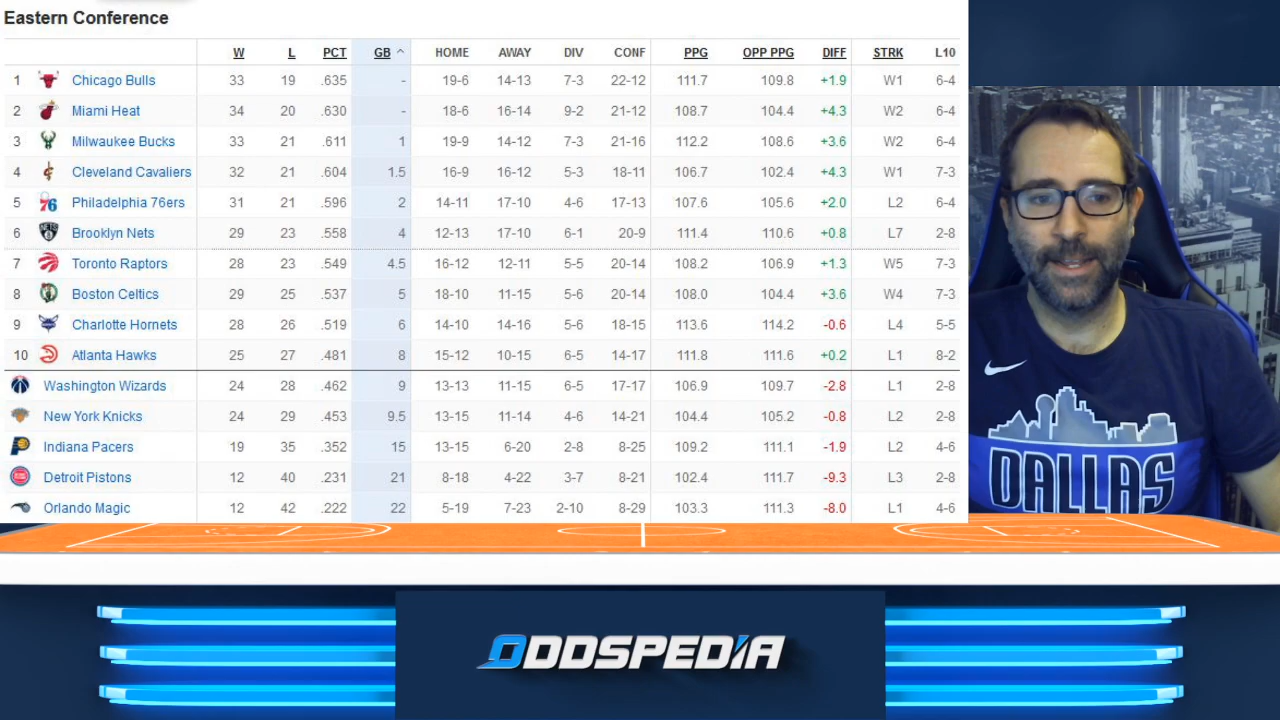 Eastern Conference
W L PCT GB ^ HOME AWAY DIV CONF PPG OPP PPG DIFF STRK L10
1 Chicago Bulls 33 19 .635 - 19-6 14-13 7-3 22-12 111.7 109.8 +1.9 W1 6-4
2 Miami Heat 34 20 .630 - 18-6 16-14 9-2 21-12 108.7 104.4 +4.3 W2 6-4
3 Milwaukee Bucks 33 21 .611 1 19-9 14-12 7-3 21-16 112.2 108.6 +3.6 W2 6-4
4 Cleveland Cavaliers 32 21 .604 1.5 16-9 16-12 5-3 18-11 106.7 102.4 +4.3 W1 7-3
5 76 Philadelphia 76ers 31 21 .596 2 14-11 17-10 4-6 17-13 107.6 105.6 +2.0 L2 6-4
6 NETS Brooklyn Nets 29 23 .558 4 12-13 17-10 6-1 20-9 111.4 110.6 +0.8 L7 2-8
7 Toronto Raptors 28 23 .549 4.5 16-12 12-11 5-5 20-14 108.2 106.9 +1.3 W5 7-3
8 Boston Celtics 29 25 .537 5 18-10 11-15 5-6 20-14 108.0 104.4 +3.6 W4 7-3
9 Charlotte Hornets 28 26 .519 6 14-10 14-16 5-6 18-15 113.6 114.2 -0.6 L4 5-5
10 Atlanta Hawks 25 27 .481 8 15-12 10-15 6-5 14-17 111.8 111.6 +0.2 L1 8-2
Washington Wizards 24 28 .462 9 13-13 11-15 6-5 17-17 106.9 109.7 -2.8 L1 2-8
New York Knicks 24 29 .453 9.5 13-15 11-14 4-6 14-21 104.4 105.2 -0.8 L2 2-8
Indiana Pacers 19 35 .352 15 13-15 6-20 2-8 8-25 109.2 111.1 -1.9 L2 4-6
Detroit Pistons 12 40 .231 21 8-18 4-22 3-7 8-21 102.4 111.7 -9.3 L3 2-8
Orlando Magic 12 42 .222 22 5-19 7-23 2-10 8-29 103.3 111.3 -8.0 L1 4-6
DALLAS
ODDSPEDIA